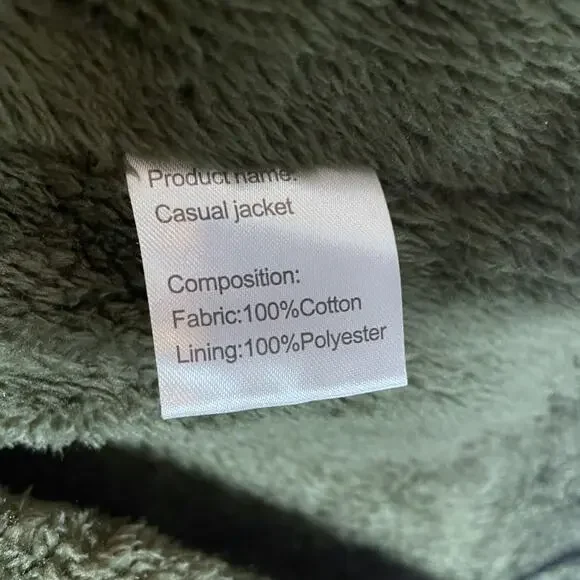 Product name:
Casual jacket
Composition:
Fabric:100%Cotton
Lining:100%Polyester